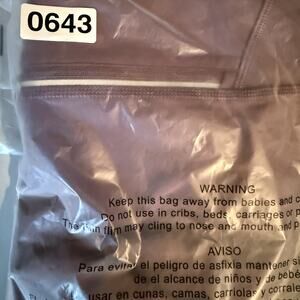 0643
WARNING
Keep this bag away from babies and c
Do not use in cribs, beds, carriages or p
The thin film may cling to nose and mouth and p
AVISO
Para evitar el peligro de asfixia mantener si
de el alcance de niños y de bebé
usar en cunas, camas, carriolas y corrale